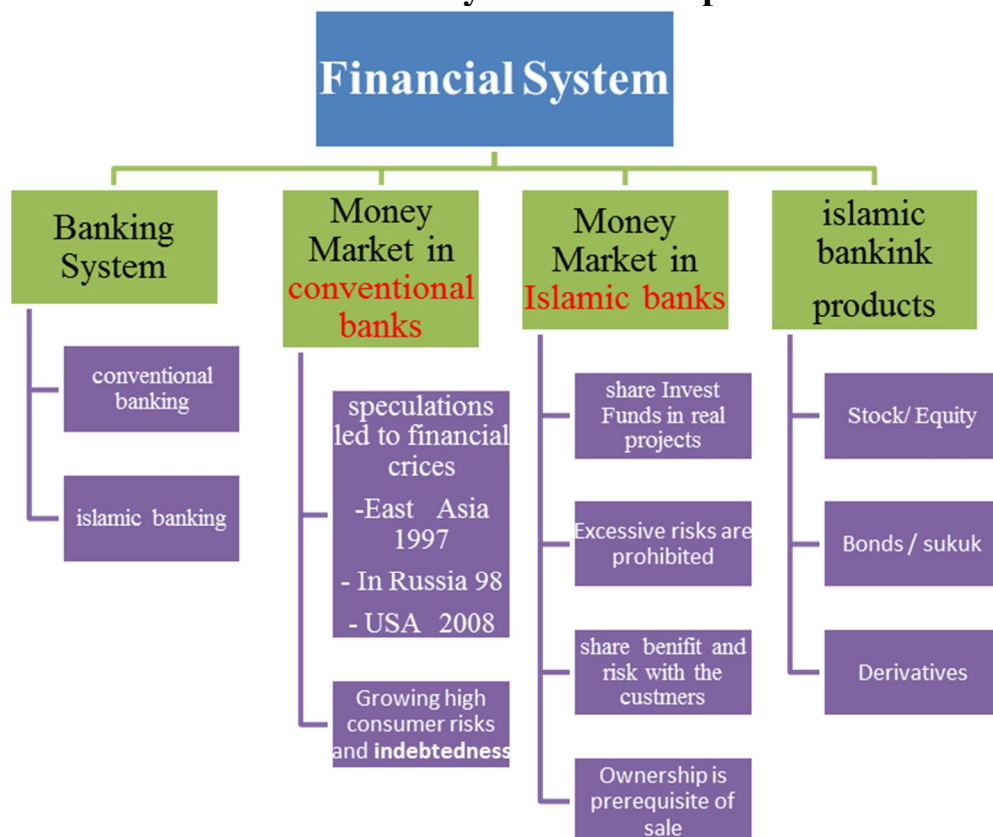 Financial System
Banking
System
conventional
banking
islamic banking
Money
Market in
conventional
banks
speculations
led to financial
crices
-East Asia
1997
- In Russia 98
- USA 2008
Growing high
consumer risks
and indebtedness
Money
Market in
Islamic banks
share Invest
Funds in real
projects
Excessive risks are
prohibited
share benifit and
risk with the
custmers
Ownership is
prerequisite of
sale
islamic
bankink
products
Stock/ Equity
Bonds / sukuk
Derivatives